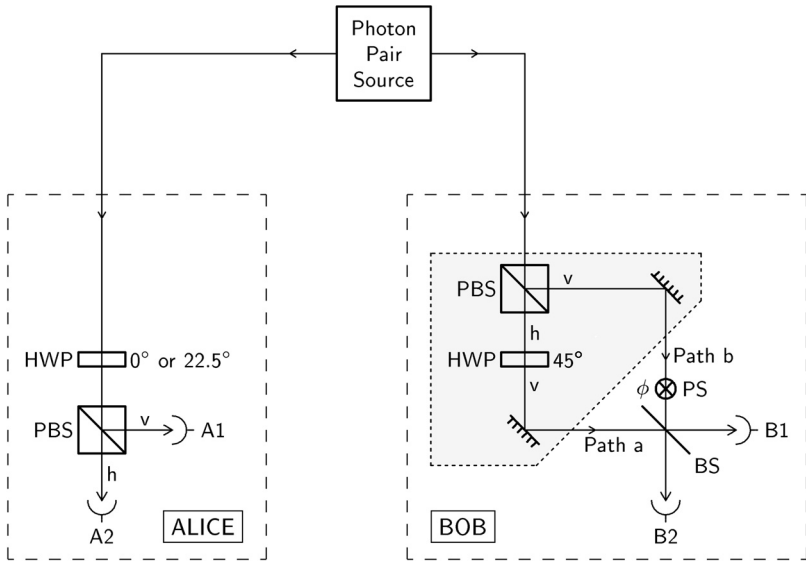 Photon
Pair
Source
PBS
v
h
HWP
45°
v
Path b
ϕ
PS
HWP
0° or 22.5°
PBS
v
A1
h
A2
ALICE
Path a
B1
BS
B2
BOB